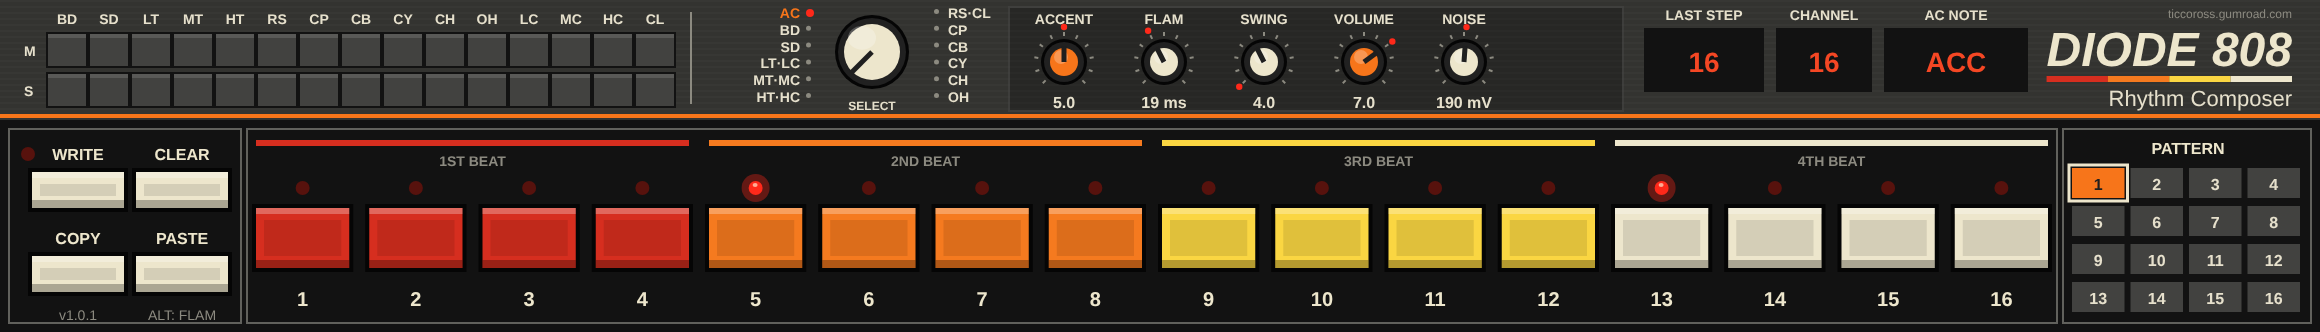 BD SD LT MT HT RS CP CB CY CH OH LC MC HC CL
M
S
AC
BD
SD
LT·LC
MT·MC
HT·HC
SELECT
RS·CL
CP
CB
CY
CH
OH
ACCENT FLAM SWING VOLUME NOISE
5.0 19 ms 4.0 7.0 190 mV
LAST STEP CHANNEL AC NOTE
16 16 ACC
ticcoross.gumroad.com
DIODE 808
Rhythm Composer
WRITE CLEAR
COPY PASTE
v1.0.1 ALT: FLAM
1ST BEAT 2ND BEAT 3RD BEAT 4TH BEAT
1 2 3 4 5 6 7 8 9 10 11 12 13 14 15 16
PATTERN
1 2 3 4
5 6 7 8
9 10 11 12
13 14 15 16